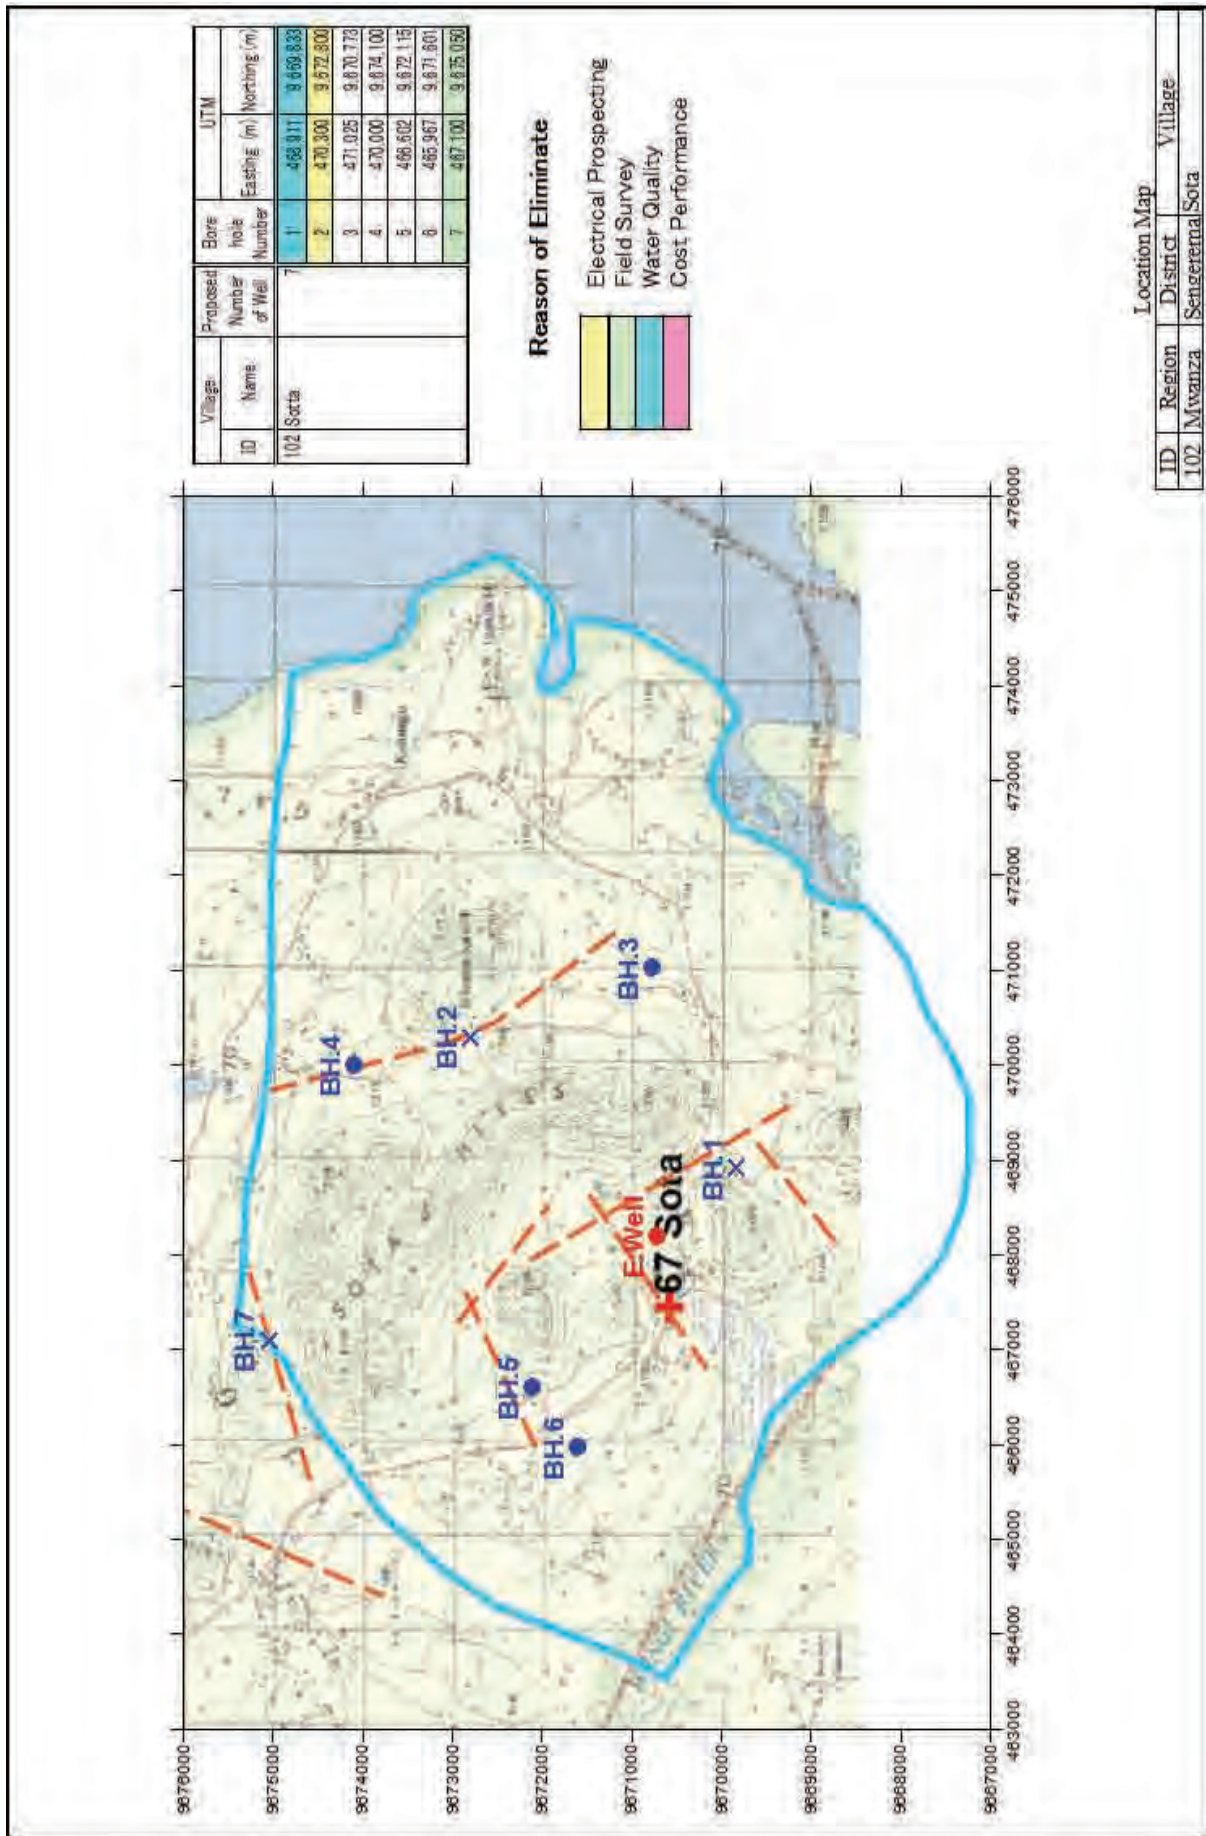 Village
Proposed Number of Well
Bore hole Number
UTM
ID
Name
Easting (m)
Northing (m)
102 Sotta
7
1 468.911 9.669.833
2 470.300 9.672.800
3 471.025 9.670.773
4 470.000 9.674.100
5 466.602 9.672.115
6 465.967 9.671.601
7 467.100 9.675.050
Reason of Eliminate
Electrical Prospecting
Field Survey
Water Quality
Cost Performance
9676000
9675000
9674000
9673000
9672000
9671000
9670000
9669000
9668000
9667000
BH.7
BH.4
BH.2
BH.3
BH.5
BH.6
E.Well
67 Sota
BH.1
RIVER
463000
464000
465000
466000
467000
468000
469000
470000
471000
472000
473000
474000
475000
476000
Location Map
ID Region District Village
102 Mwanza Sengerema Sota